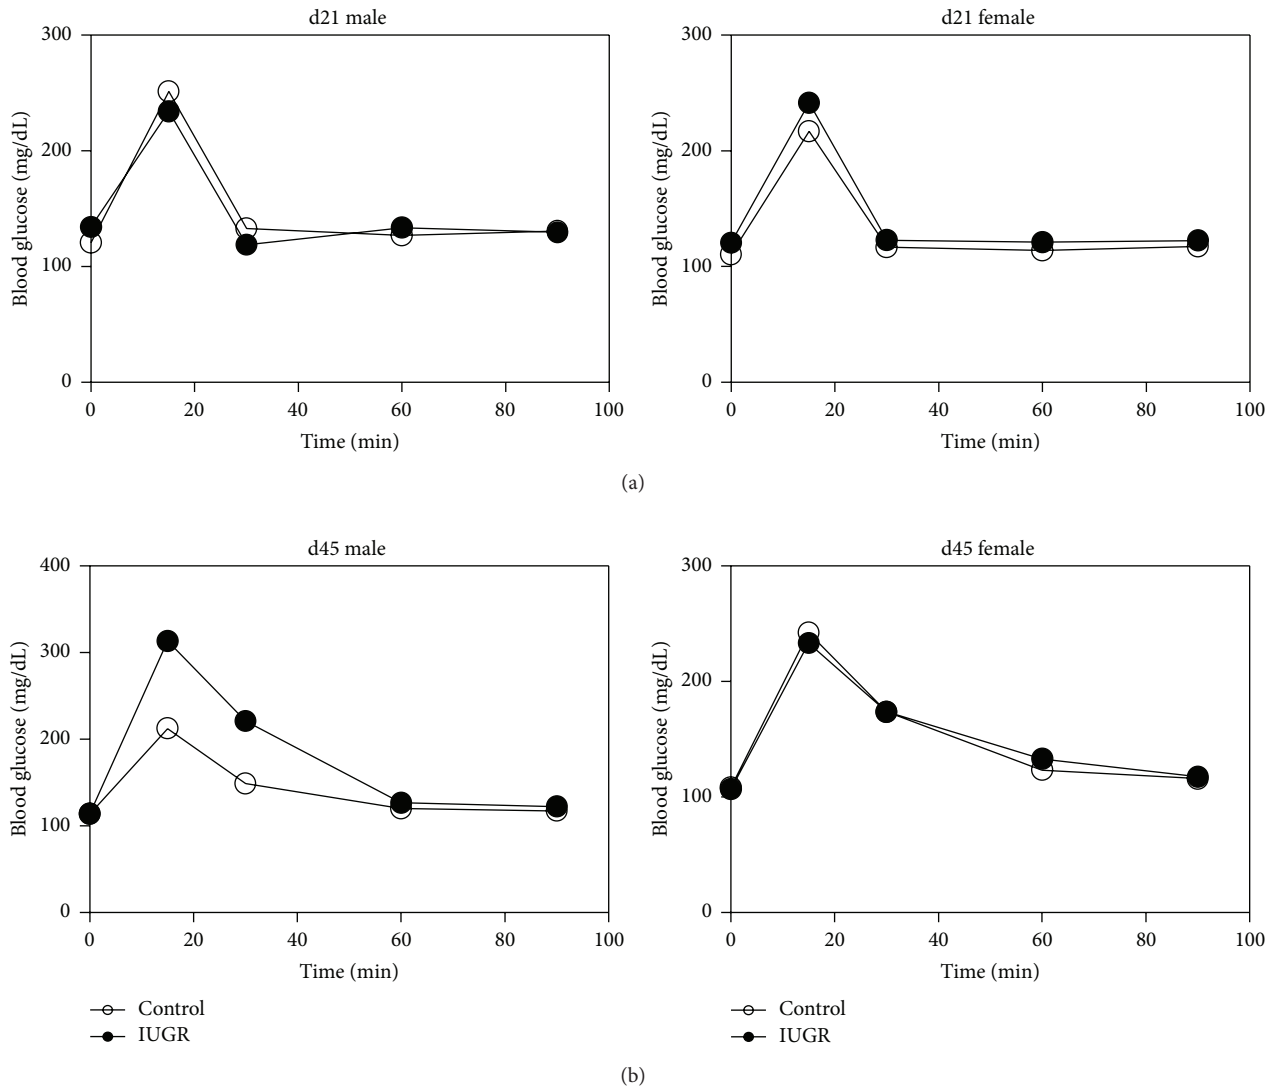 d21 male
d21 female
300
200
100
0
Blood glucose (mg/dL)
0 20 40 60 80 100
Time (min)
300
200
100
0
Blood glucose (mg/dL)
0 20 40 60 80 100
Time (min)
(a)
d45 male
d45 female
400
300
200
100
0
Blood glucose (mg/dL)
0 20 40 60 80 100
Time (min)
Control
IUGR
300
200
100
0
Blood glucose (mg/dL)
0 20 40 60 80 100
Time (min)
Control
IUGR
(b)